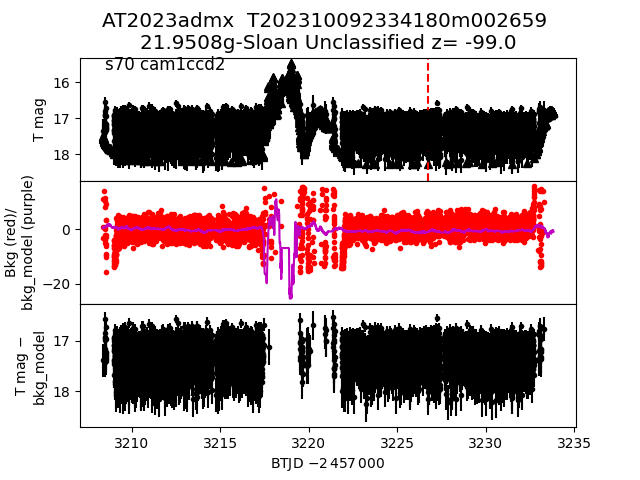 AT2023admx  T202310092334180m002659
21.9508g-Sloan Unclassified z= -99.0
s70 cam1ccd2
T mag
16
17
18
Bkg (red)/
bkg_model (purple)
0
−20
T mag −
bkg_model
17
18
3210 3215 3220 3225 3230 3235
BTJD −2 457 000